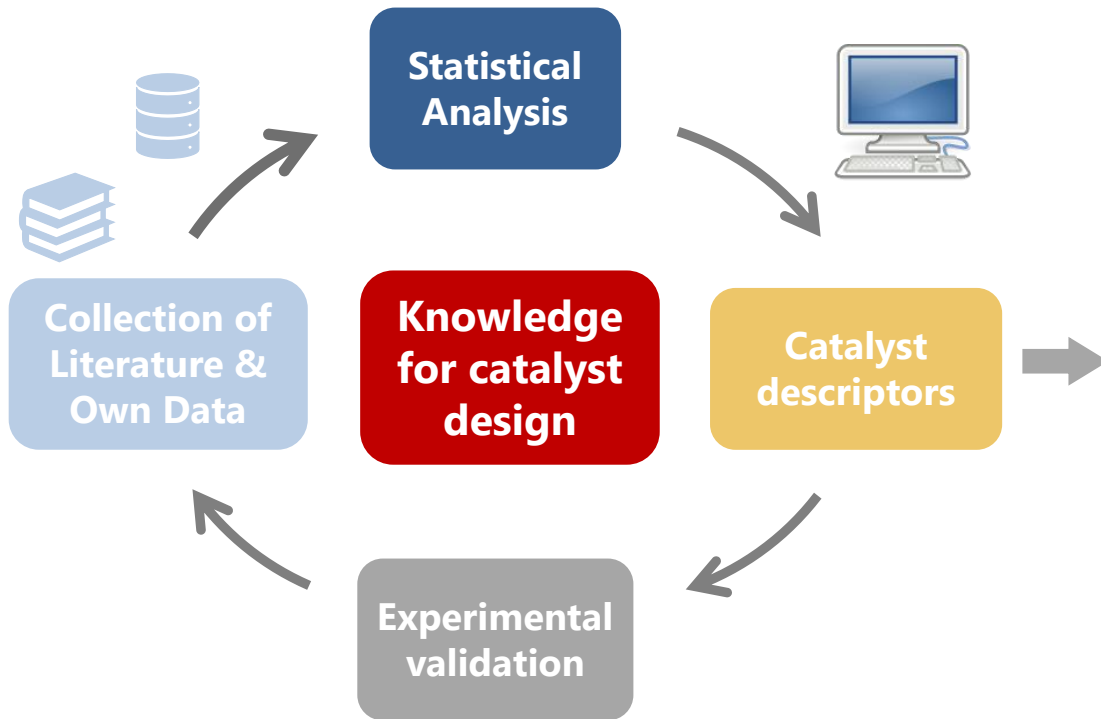 Statistical
Analysis
Collection of
Literature &
Own Data
Knowledge
for catalyst
design
Catalyst
descriptors
Experimental
validation